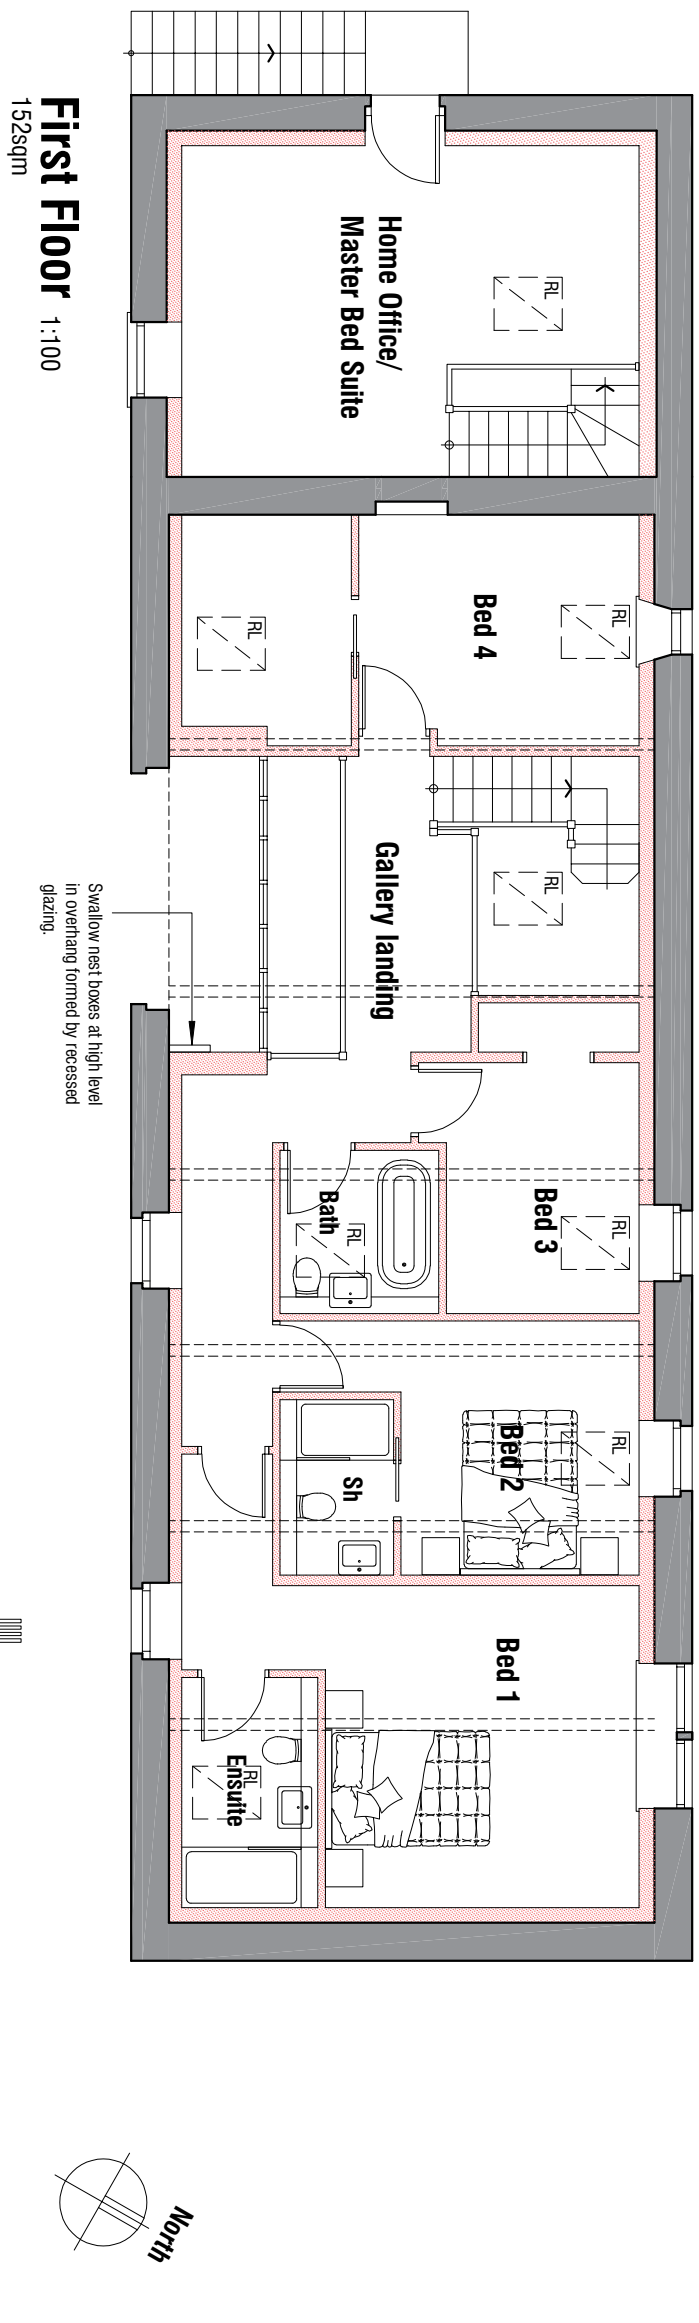 Home Office/
Master Bed Suite
RL
Bed 4
RL
RL
Gallery landing
RL
Bed 3
RL
Bath
RL
Bed 2
RL
Sh
Bed 1
Ensuite
RL
Swallow nest boxes at high level
in overhang formed by recessed
glazing.
First Floor 1:100
152sqm
North